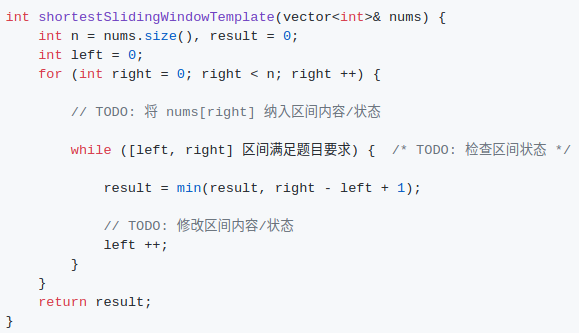 int shortestSlidingWindowTemplate(vector<int>& nums) {
    int n = nums.size(), result = 0;
    int left = 0;
    for (int right = 0; right < n; right ++) {
        // TODO: 将 nums[right] 纳入区间内容/状态
        while ([left, right] 区间满足题目要求) {  /* TODO: 检查区间状态 */
            result = min(result, right - left + 1);
            // TODO: 修改区间内容/状态
            left ++;
        }
    }
    return result;
}